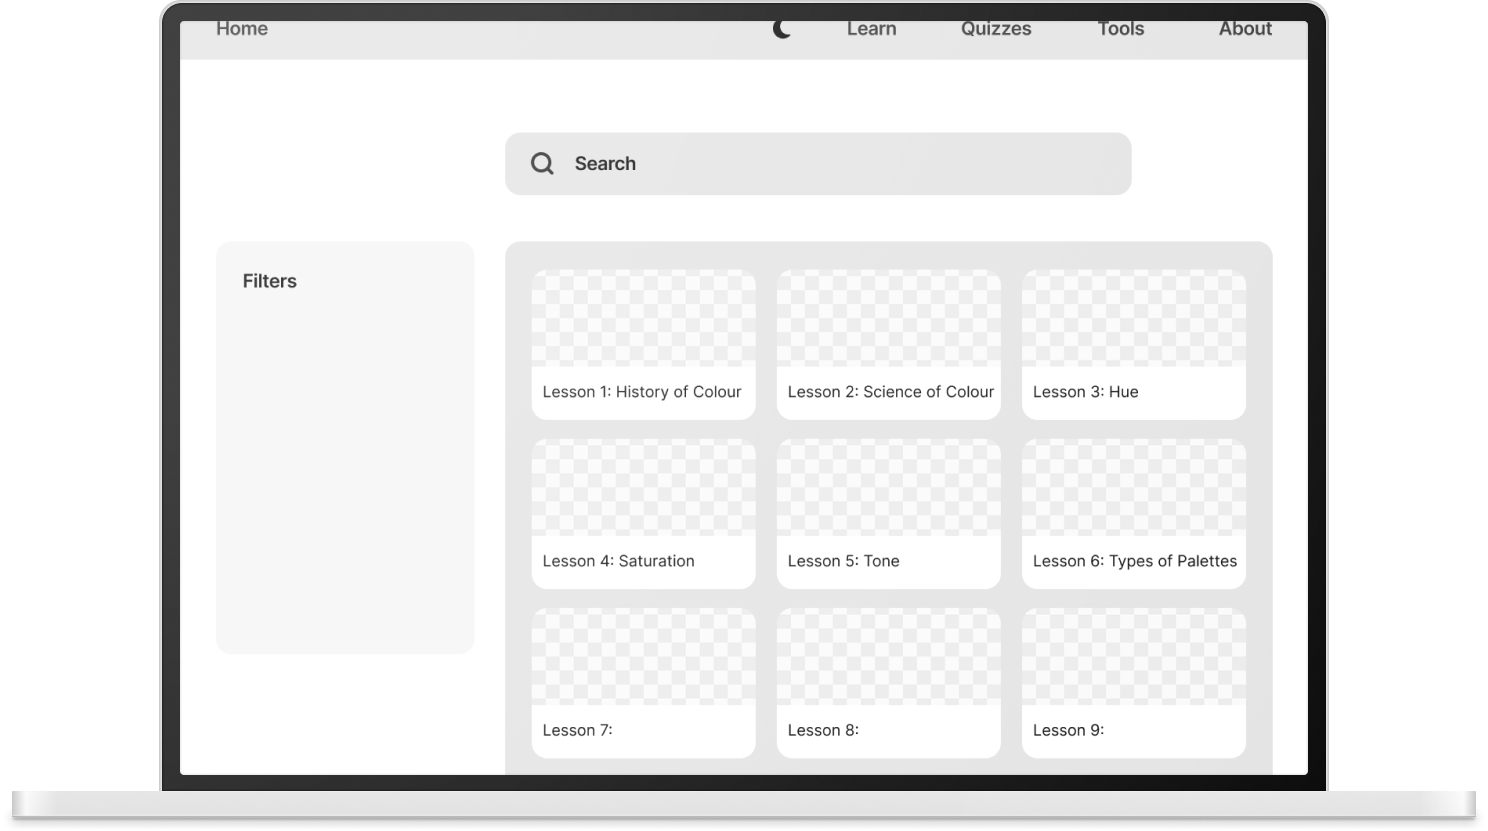 Home
Learn
Quizzes
Tools
About
Search
Filters
Lesson 1: History of Colour
Lesson 2: Science of Colour
Lesson 3: Hue
Lesson 4: Saturation
Lesson 5: Tone
Lesson 6: Types of Palettes
Lesson 7:
Lesson 8:
Lesson 9: